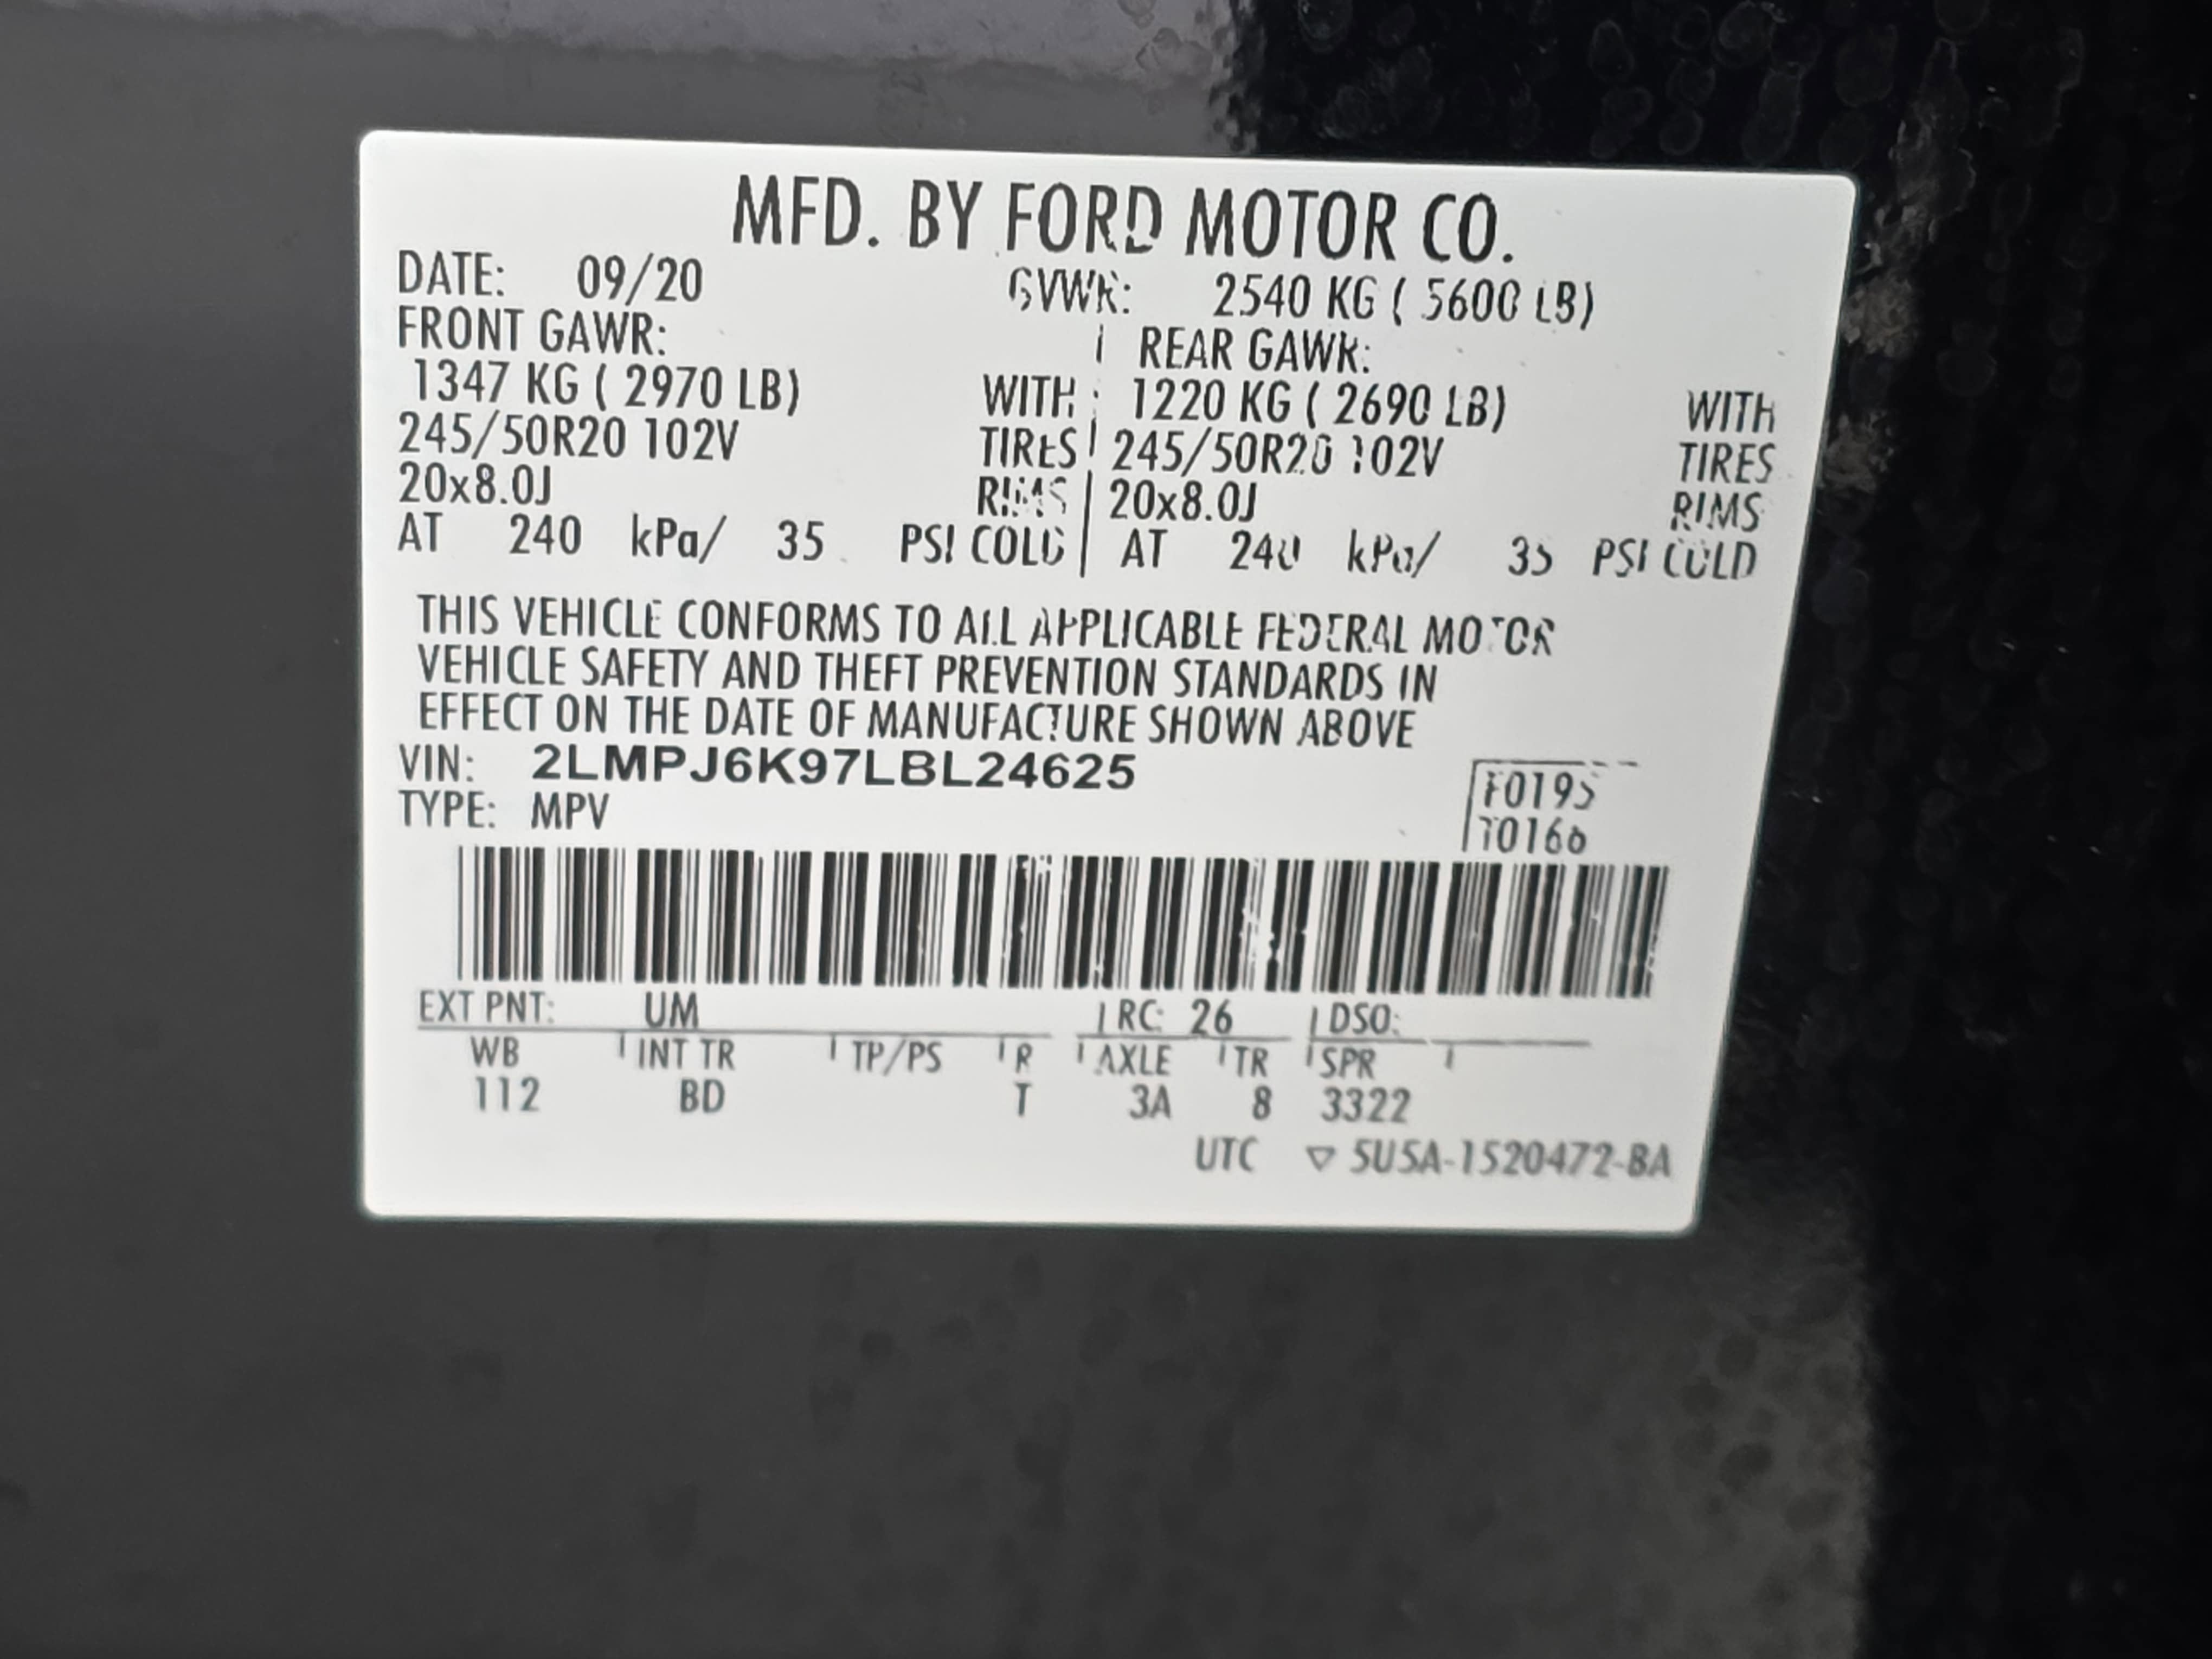 MFD. BY FORD MOTOR CO.
DATE: 09/20 GVWR: 2540 KG ( 5600 LB)
FRONT GAWR: REAR GAWR:
1347 KG ( 2970 LB) WITH 1220 KG ( 2690 LB) WITH
245/50R20 102V TIRES 245/50R20 102V TIRES
20x8.0J RIMS 20x8.0J RIMS
AT 240 kPa/ 35 PSI COLD AT 240 kPa/ 35 PSI COLD
THIS VEHICLE CONFORMS TO ALL APPLICABLE FEDERAL MOTOR
VEHICLE SAFETY AND THEFT PREVENTION STANDARDS IN
EFFECT ON THE DATE OF MANUFACTURE SHOWN ABOVE
VIN: 2LMPJ6K97LBL24625
F0195
TYPE: MPV
T0166
EXT PNT: UM RC: 26 DSO:
WB INT TR TP/PS R AXLE TR SPR
112 BD T 3A 8 3322
UTC ▽ 5U5A-1520472-BA